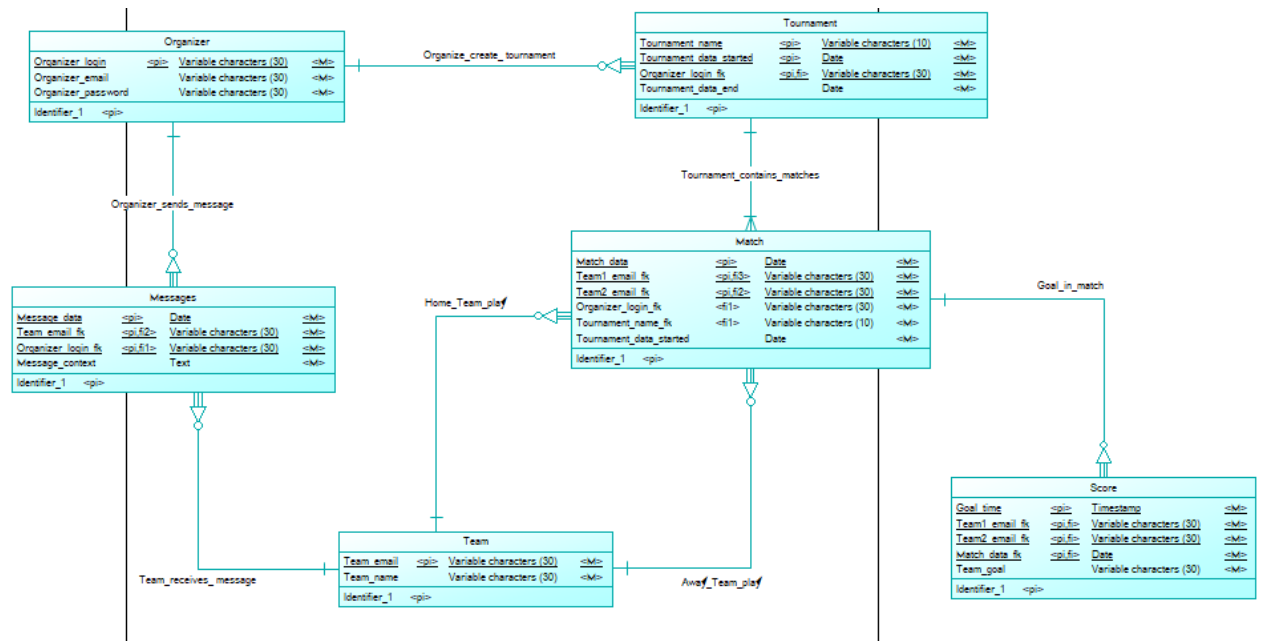 Organizer
Organizer_login <pi> Variable characters (30) <M>
Organizer_email Variable characters (30) <M>
Organizer_password Variable characters (30) <M>
Identifier_1 <pi>
Organize_create_ tournament
Tournament
Tournament_name <pi> Variable characters (10) <M>
Tournament_data_started <pi> Date <M>
Organizer_login_fk <pi,fi> Variable characters (30) <M>
Tournament_data_end Date <M>
Identifier_1 <pi>
Organizer_sends_message
Tournament_contains_matches
Messages
Message_data <pi> Date <M>
Team_email_fk <pi,fi2> Variable characters (30) <M>
Organizer_login_fk <pi,fi1> Variable characters (30) <M>
Message_context Text <M>
Identifier_1 <pi>
Home_Team_play
Match
Match_data <pi> Date <M>
Team1_email_fk <pi,fi3> Variable characters (30) <M>
Team2_email_fk <pi,fi2> Variable characters (30) <M>
Organizer_login_fk <fi1> Variable characters (30) <M>
Tournament_name_fk <fi1> Variable characters (10) <M>
Tournament_data_started Date <M>
Identifier_1 <pi>
Goal_in_match
Score
Goal_time <pi> Timestamp <M>
Team1_email_fk <pi,fi> Variable characters (30) <M>
Team2_email_fk <pi,fi> Variable characters (30) <M>
Match_data_fk <pi,fi> Date <M>
Team_goal Variable characters (30) <M>
Identifier_1 <pi>
Team_receives_ message
Team
Team_email <pi> Variable characters (30) <M>
Team_name Variable characters (30) <M>
Identifier_1 <pi>
Away_Team_play